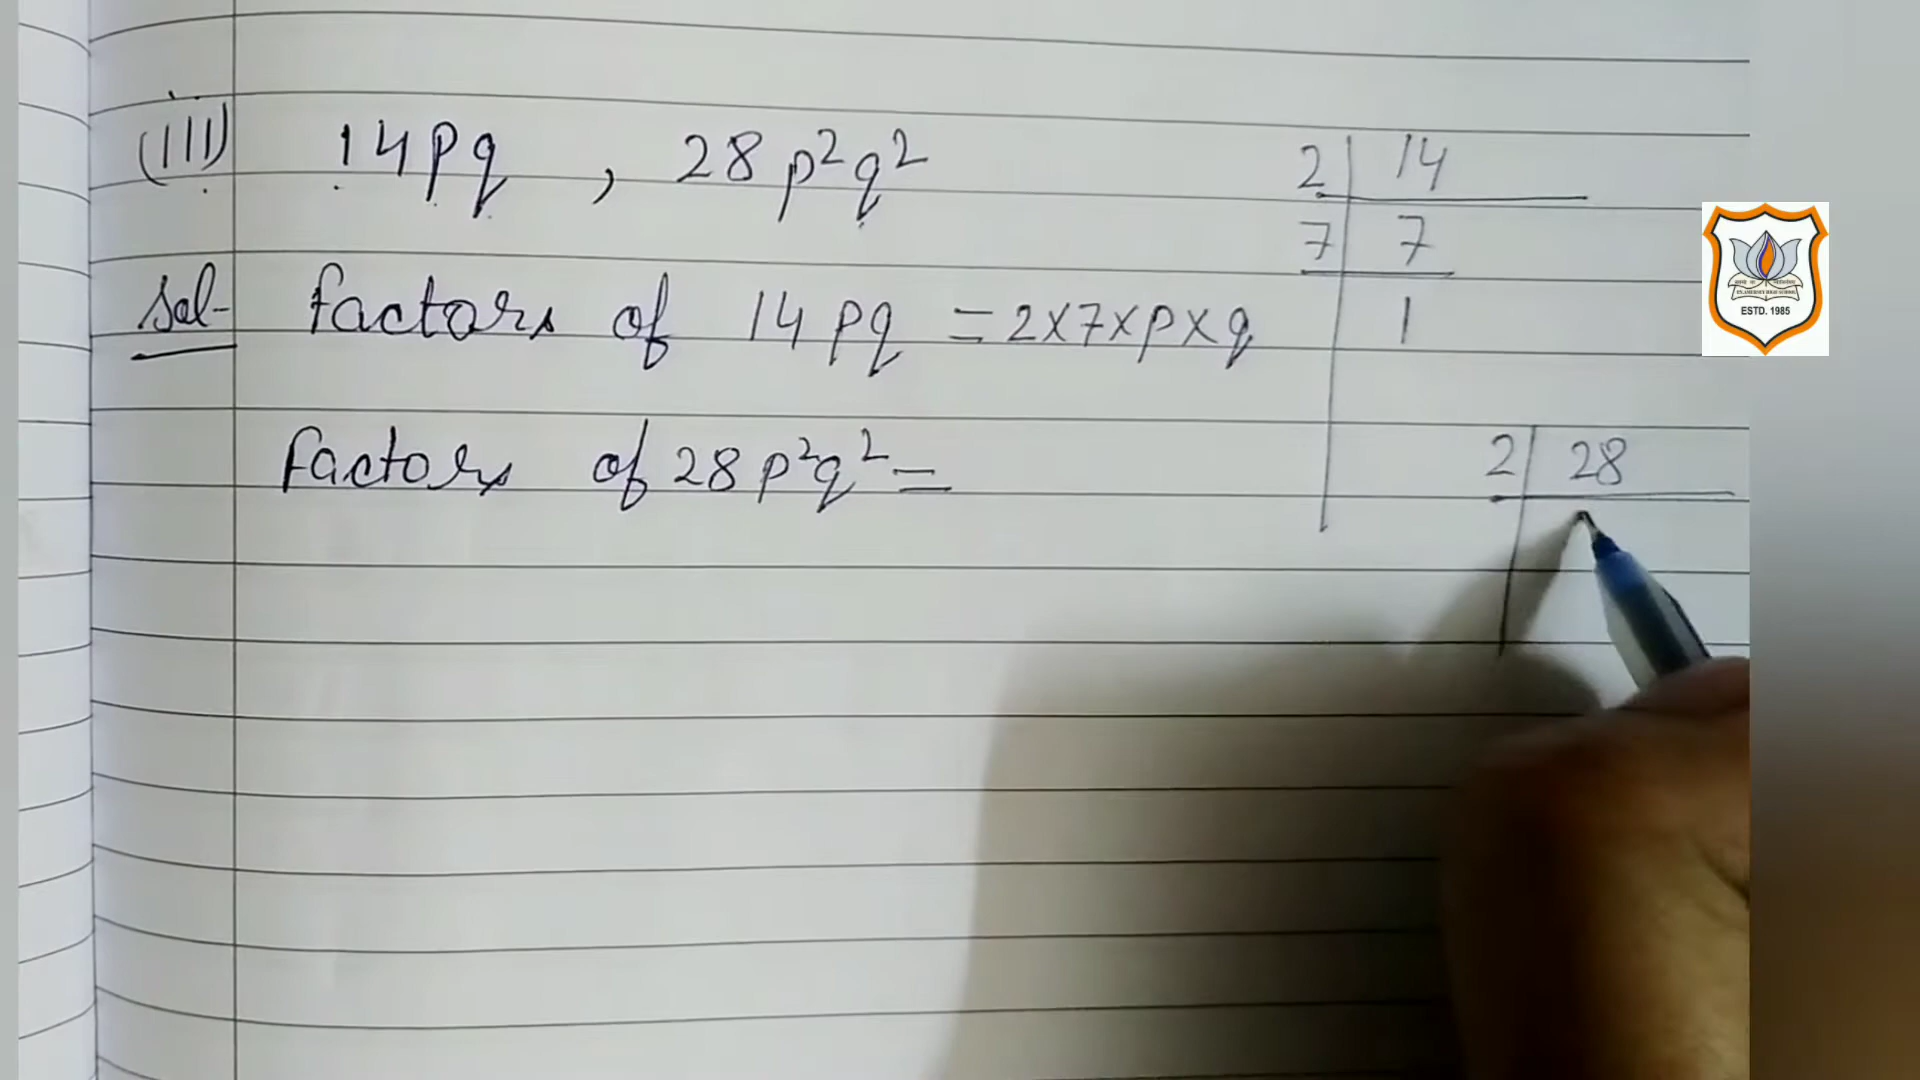 (iii) 14pq , 28p²q²
2 | 14
7 | 7
1
Sol- factors of 14pq = 2×7×p×q
factors of 28p²q² =
2 | 28
ESTD. 1985